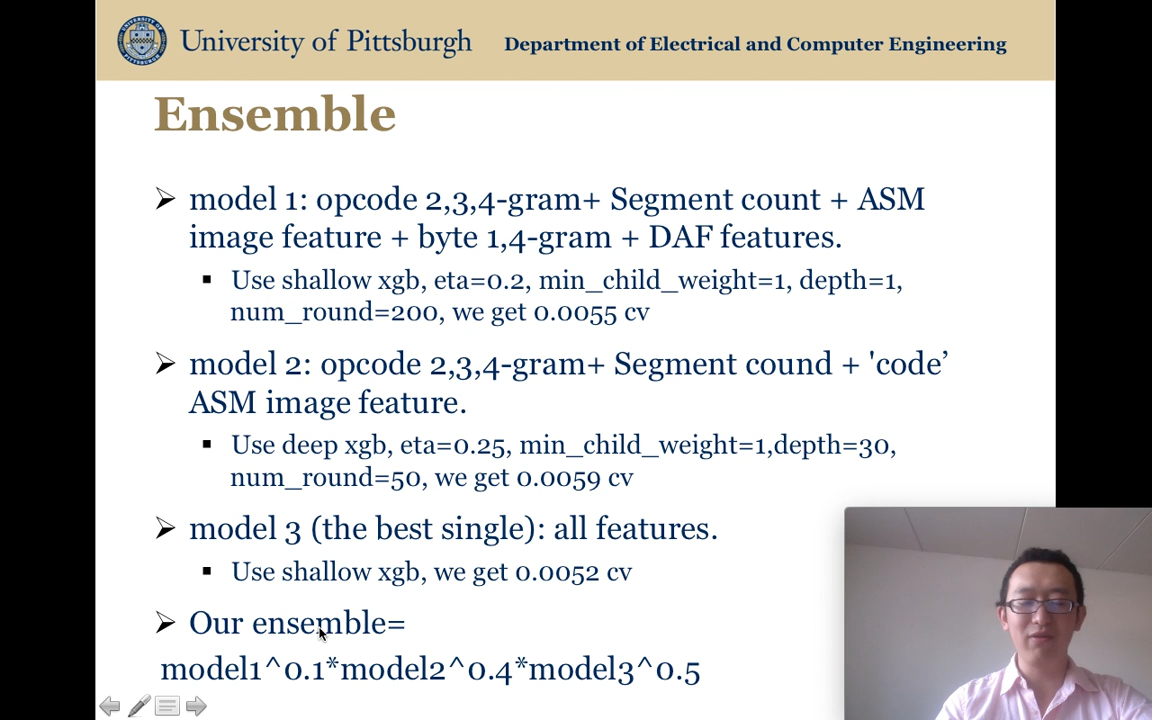 University of Pittsburgh Department of Electrical and Computer Engineering
Ensemble
model 1: opcode 2,3,4-gram+ Segment count + ASM
image feature + byte 1,4-gram + DAF features.
Use shallow xgb, eta=0.2, min_child_weight=1, depth=1,
num_round=200, we get 0.0055 cv
model 2: opcode 2,3,4-gram+ Segment cound + 'code’
ASM image feature.
Use deep xgb, eta=0.25, min_child_weight=1,depth=30,
num_round=50, we get 0.0059 cv
model 3 (the best single): all features.
Use shallow xgb, we get 0.0052 cv
Our ensemble=
model1^0.1*model2^0.4*model3^0.5